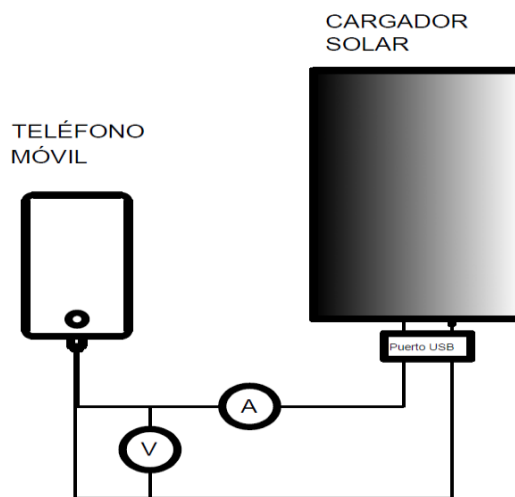 CARGADOR
SOLAR
TELÉFONO
MÓVIL
Puerto USB
A
V